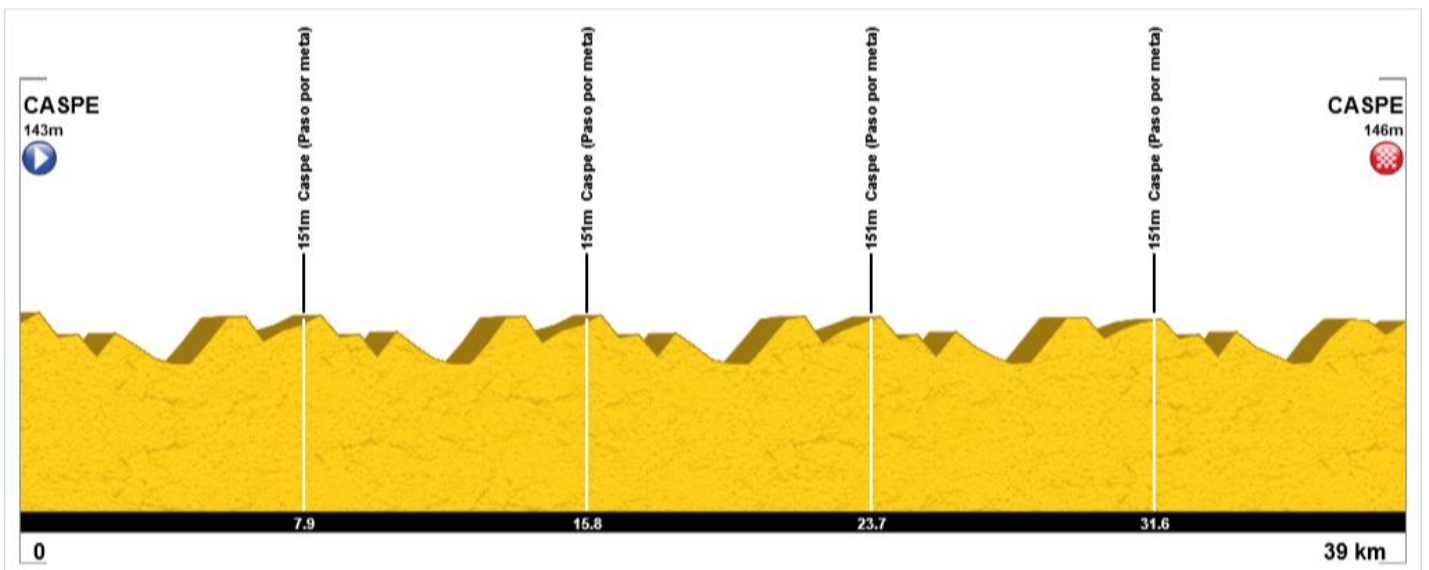 CASPE
143m
151m Caspe (Paso por meta)
151m Caspe (Paso por meta)
151m Caspe (Paso por meta)
151m Caspe (Paso por meta)
CASPE
146m
7.9
15.8
23.7
31.6
0
39 km